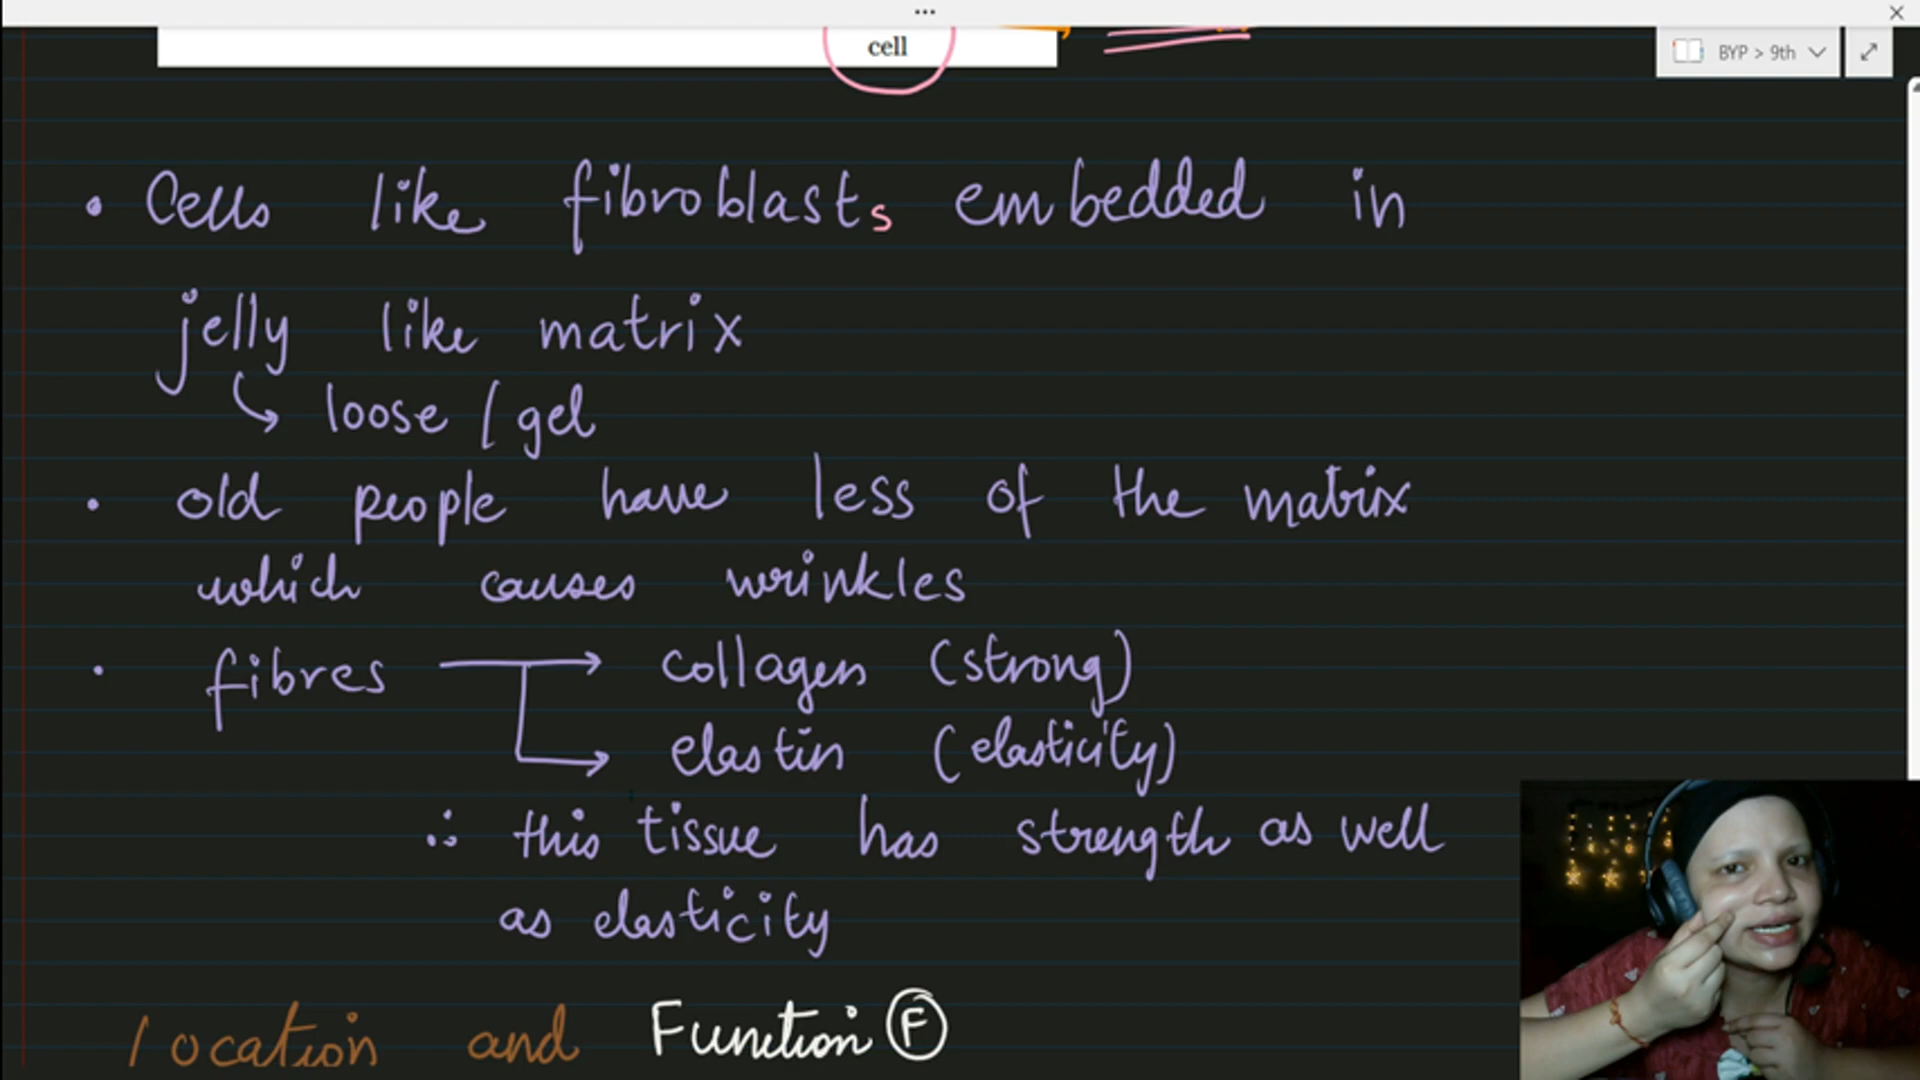 ...
cell
BYP > 9th
• Cells like fibroblasts embedded in
jelly like matrix
↳ loose / gel
• old people have less of the matrix
which causes wrinkles
• fibres → collagen (strong)
→ elastin (elasticity)
∴ this tissue has strength as well
as elasticity
location and Function Ⓕ